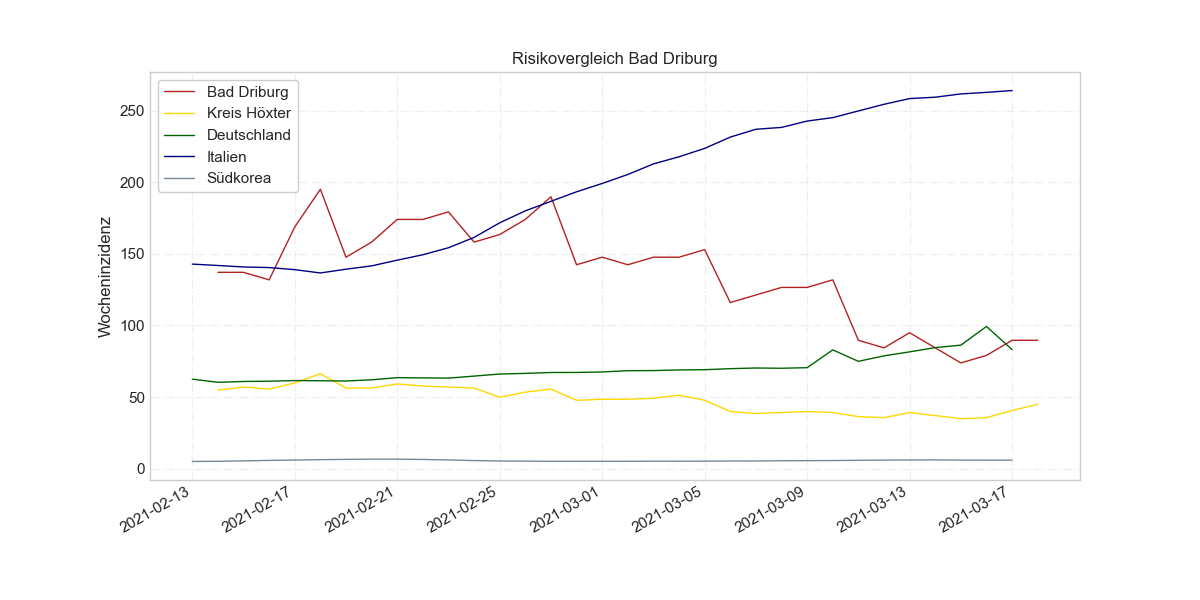 Risikovergleich Bad Driburg
Bad Driburg
Kreis Höxter
Deutschland
Italien
Südkorea
Wocheninzidenz
250
200
150
100
50
0
2021-02-13
2021-02-17
2021-02-21
2021-02-25
2021-03-01
2021-03-05
2021-03-09
2021-03-13
2021-03-17